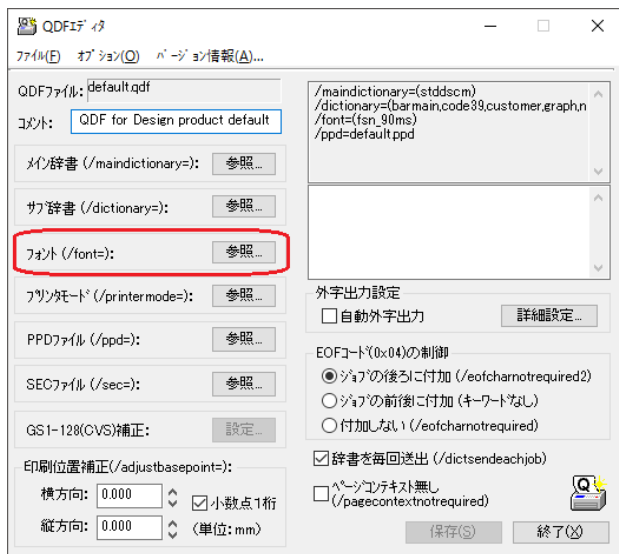 QDFｴﾃﾞｨﾀ
ﾌｧｲﾙ(F) ｵﾌﾟｼｮﾝ(O) ﾊﾞｰｼﾞｮﾝ情報(A)...
QDFﾌｧｲﾙ: default.qdf
ｺﾒﾝﾄ: QDF for Design product default
ﾒｲﾝ辞書 (/maindictionary=): 参照...
ｻﾌﾞ辞書 (/dictionary=): 参照...
ﾌｫﾝﾄ (/font=): 参照...
ﾌﾟﾘﾝﾀﾓｰﾄﾞ (/printermode=): 参照...
PPDﾌｧｲﾙ (/ppd=): 参照...
SECﾌｧｲﾙ (/sec=): 参照...
GS1-128(CVS)補正: 設定...
印刷位置補正(/adjustbasepoint=):
横方向: 0.000
縦方向: 0.000
小数点1桁
(単位: mm)
/maindictionary=(stddscm)
/dictionary=(barmain,code39,customer,graph,n
/font=(fsn_90ms)
/ppd=default.ppd
外字出力設定
自動外字出力 詳細設定...
EOFｺｰﾄﾞ(0x04)の制御
ｼﾞｮﾌﾞの後ろに付加 (/eofcharnotrequired2)
ｼﾞｮﾌﾞの前後に付加 (ｷｰﾜｰﾄﾞなし)
付加しない (/eofcharnotrequired)
辞書を毎回送出 (/dictsendeachjob)
ﾍﾟｰｼﾞｺﾝﾃｷｽﾄ無し
(/pagecontextnotrequired)
Q
保存(S) 終了(X)